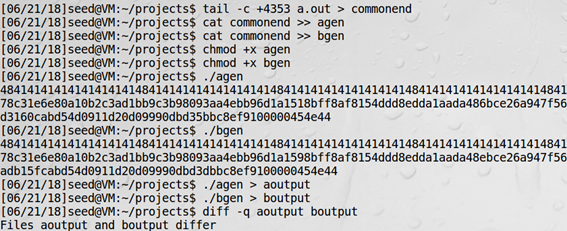 [06/21/18]seed@VM:~/projects$ tail -c +4353 a.out > commonend
[06/21/18]seed@VM:~/projects$ cat commonend >> agen
[06/21/18]seed@VM:~/projects$ cat commonend >> bgen
[06/21/18]seed@VM:~/projects$ chmod +x agen
[06/21/18]seed@VM:~/projects$ chmod +x bgen
[06/21/18]seed@VM:~/projects$ ./agen
484141414141414141414141414141414141414141414141414141414141414141414141414141414841
78c31e6e80a10b2c3ad1bb9c3b98093aa4ebb96d1a1518bff8af8154ddd8edda1aada486bce26a947f56
d3160cabd54d0911d20d09990dbd35bbc8ef9100000454e44
[06/21/18]seed@VM:~/projects$ ./bgen
484141414141414141414141414141414141414141414141414141414141414141414141414141414841
78c31e6e80a10b2c3ad1bb9c3b98093aa4ebb96d1a1598bff8af8154ddd8edda1aada48ebce26a947f56
adb15fcabd54d0911d20d09990dbd3dbbc8ef9100000454e44
[06/21/18]seed@VM:~/projects$ ./agen > aoutput
[06/21/18]seed@VM:~/projects$ ./bgen > boutput
[06/21/18]seed@VM:~/projects$ diff -q aoutput boutput
Files aoutput and boutput differ